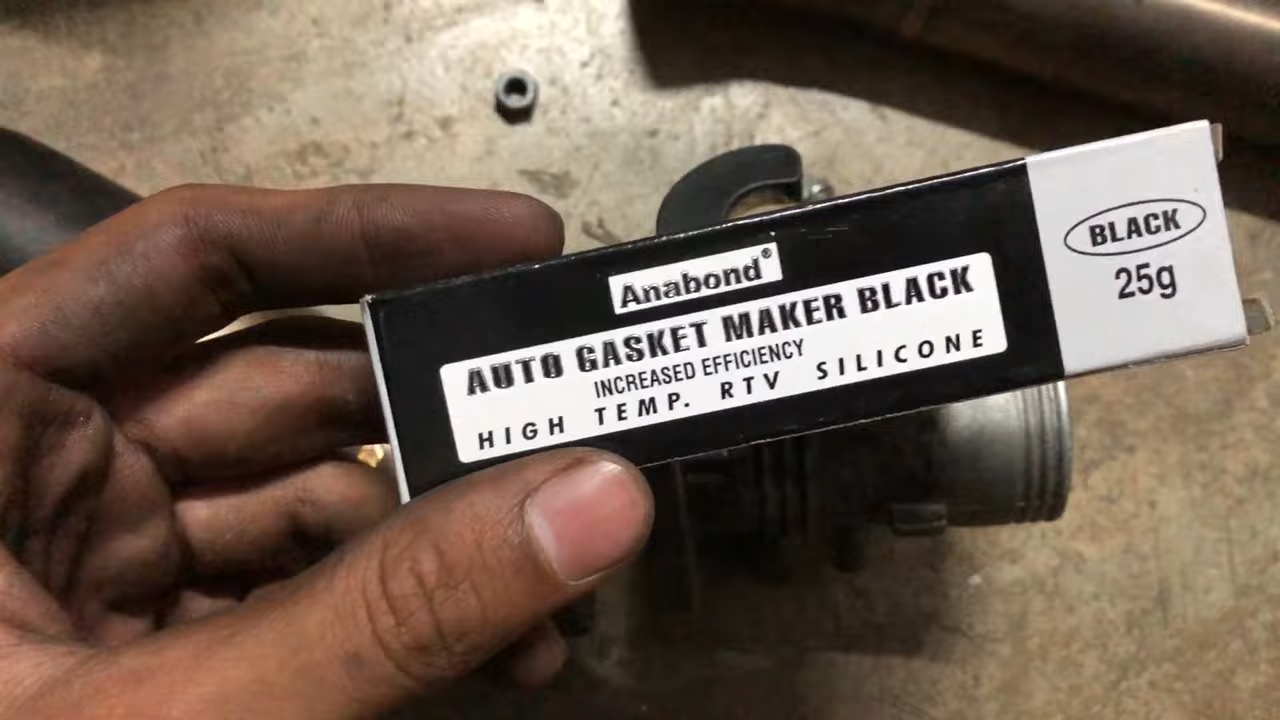 Anabond®
AUTO GASKET MAKER BLACK
INCREASED EFFICIENCY
HIGH TEMP. RTV SILICONE
BLACK
25g